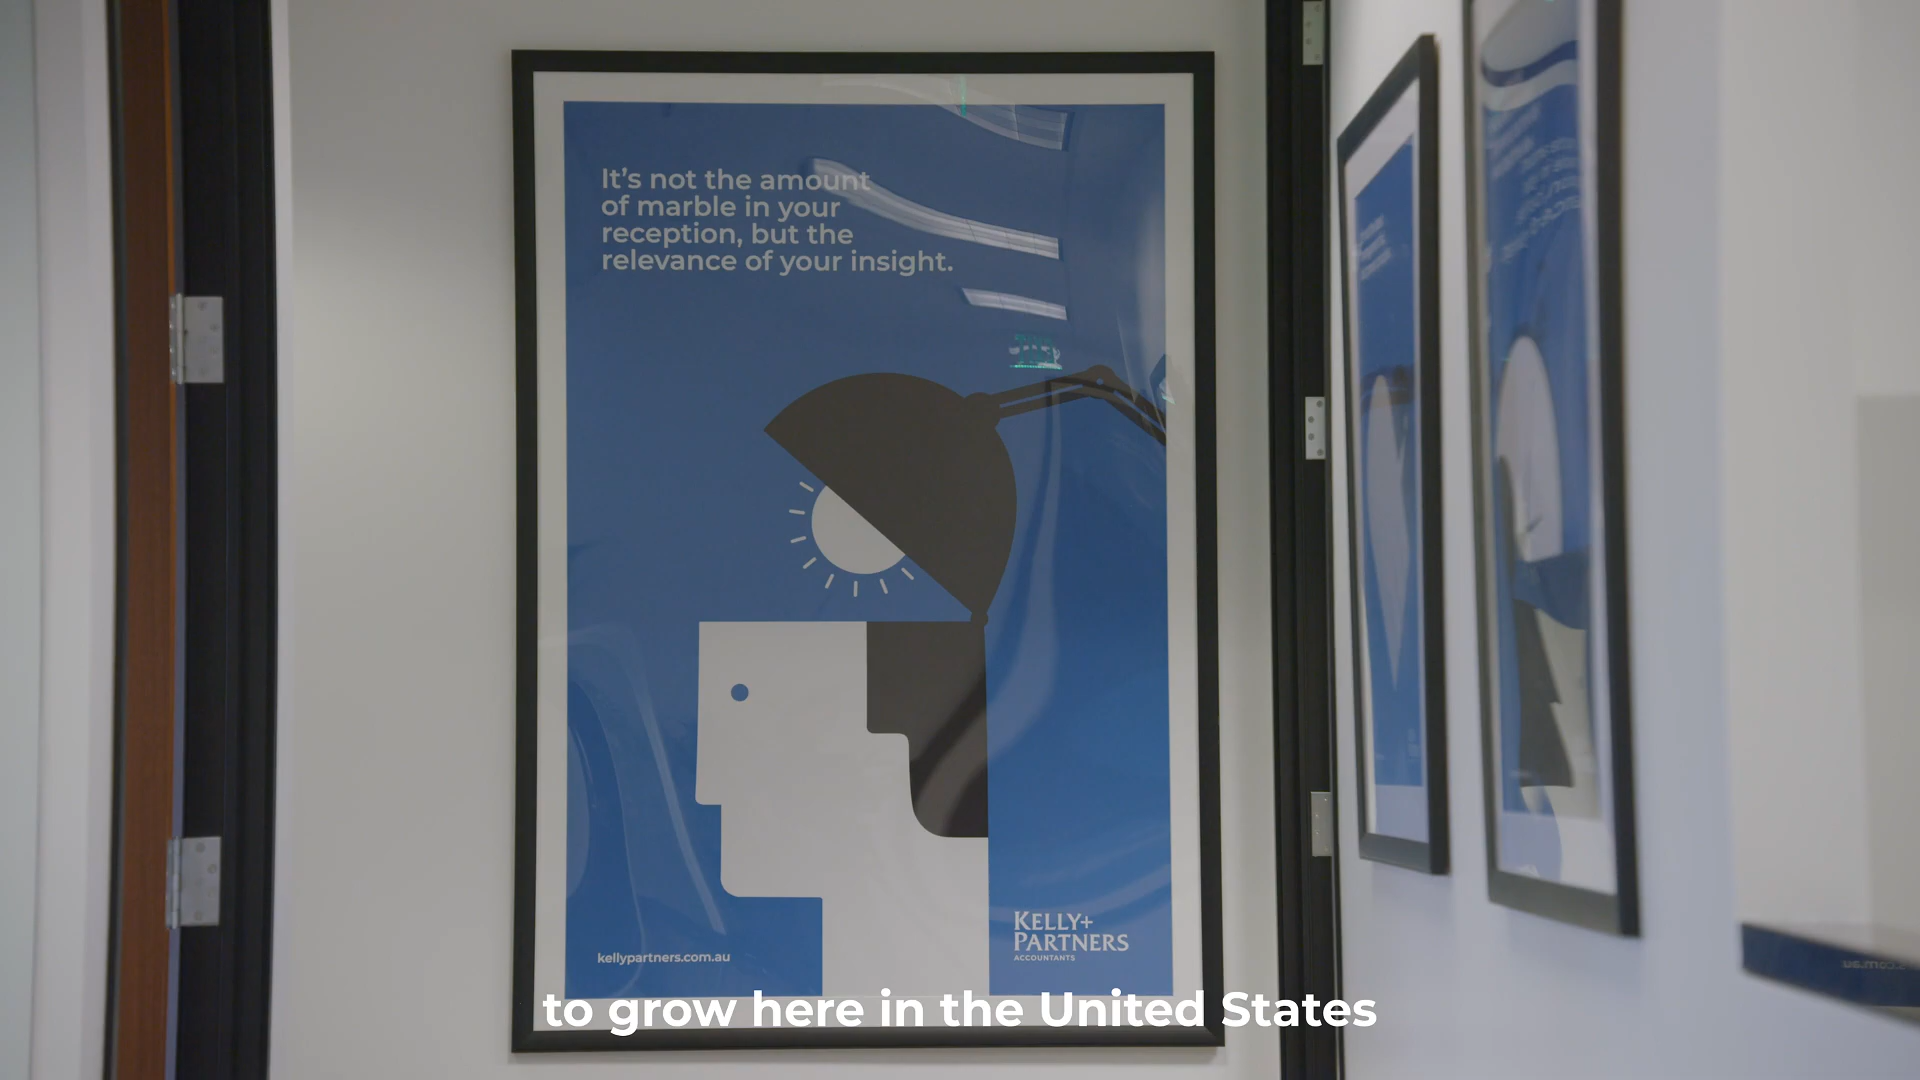 It's not the amount
of marble in your
reception, but the
relevance of your insight.
kellypartners.com.au
KELLY+
PARTNERS
ACCOUNTANTS
to grow here in the United States